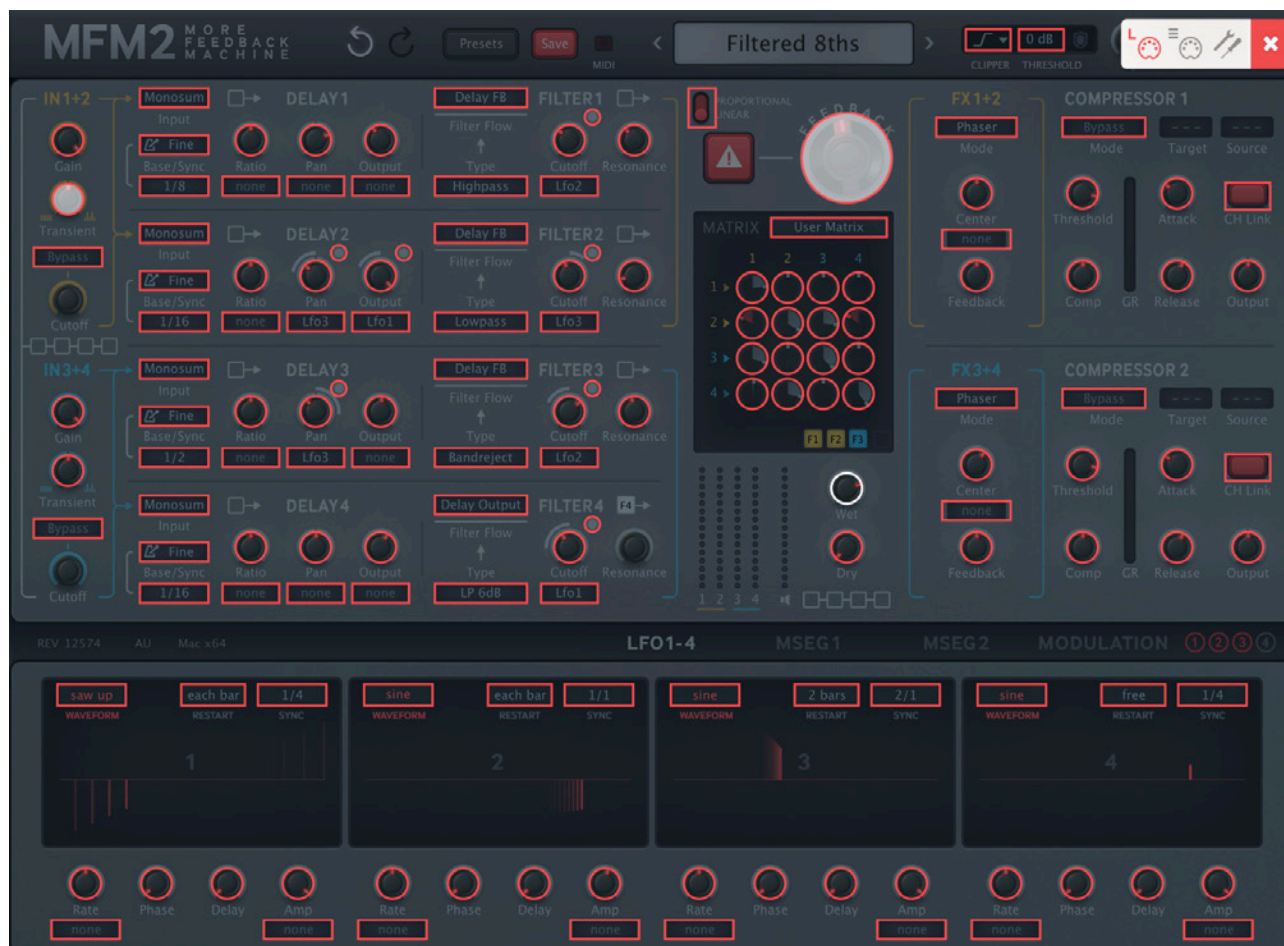 MFM2 MORE FEEDBACK MACHINE
Presets Save MIDI
< Filtered 8ths >
0 dB
CLIPPER THRESHOLD
L
IN1+2 Monosum DELAY1 Delay FB FILTER1
Input Filter Flow
Gain Fine
Base/Sync Ratio Pan Output Type Cutoff Resonance
1/8 none none none Highpass Lfo2
Transient
Monosum DELAY2 Delay FB FILTER2
Bypass Input Filter Flow
Fine
Cutoff Base/Sync Ratio Pan Output Type Cutoff Resonance
1/16 none Lfo3 Lfo1 Lowpass Lfo3
IN3+4 Monosum DELAY3 Delay FB FILTER3
Input Filter Flow
Gain Fine
Base/Sync Ratio Pan Output Type Cutoff Resonance
1/2 none Lfo3 none Bandreject Lfo2
Transient
Monosum DELAY4 Delay Output FILTER4 F4
Bypass Input Filter Flow
Fine
Cutoff Base/Sync Ratio Pan Output Type Cutoff Resonance
1/16 none none none LP 6dB Lfo1
PROPORTIONAL
LINEAR
FEEDBACK
MATRIX User Matrix
1 2 3 4
1
2
3
4
F1 F2 F3
Wet
Dry
1 2 3 4
FX1+2 COMPRESSOR 1
Phaser Bypass --- ---
Mode Mode Target Source
Center Threshold Attack CH Link
none
Feedback Comp GR Release Output
FX3+4 COMPRESSOR 2
Phaser Bypass --- ---
Mode Mode Target Source
Center Threshold Attack CH Link
none
Feedback Comp GR Release Output
REV 12574 AU Mac x64 LFO1-4 MSEG1 MSEG2 MODULATION 1 2 3 4
saw up each bar 1/4 sine each bar 1/1 sine 2 bars 2/1 sine free 1/4
WAVEFORM RESTART SYNC WAVEFORM RESTART SYNC WAVEFORM RESTART SYNC WAVEFORM RESTART SYNC
1 2 3 4
Rate Phase Delay Amp Rate Phase Delay Amp Rate Phase Delay Amp Rate Phase Delay Amp
none none none none none none none none